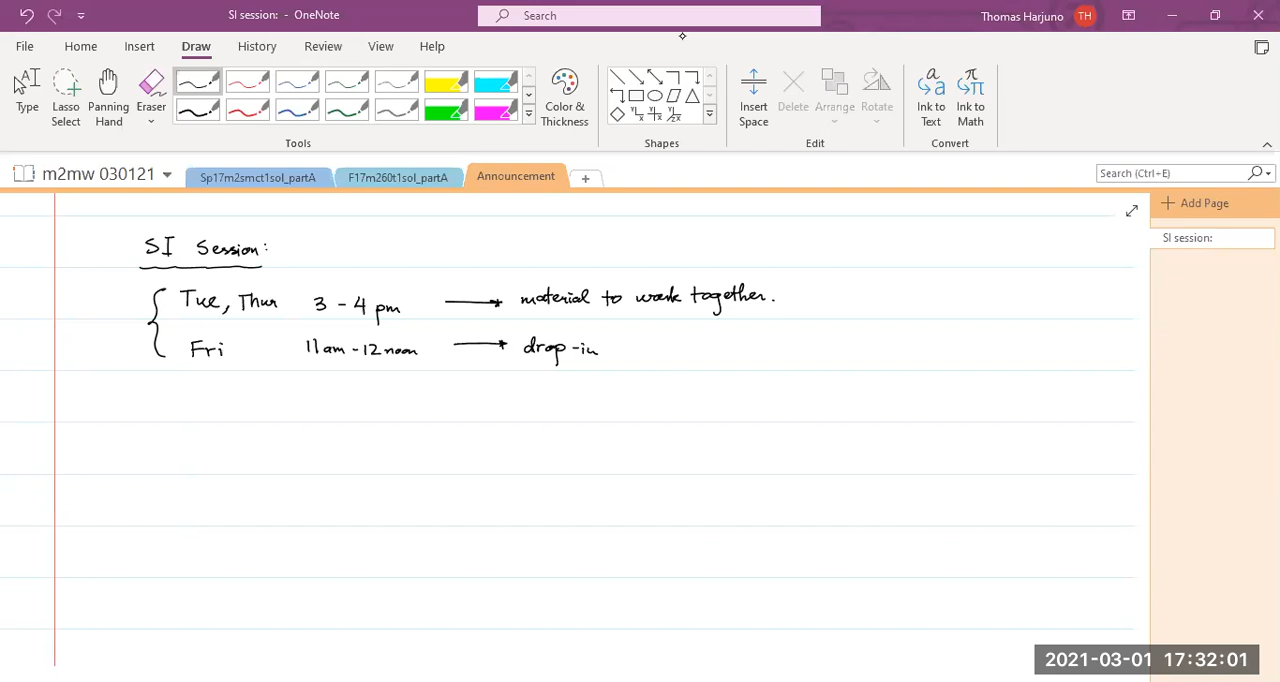 SI session: - OneNote
Search
Thomas Harjuno
TH
File Home Insert Draw History Review View Help
Type
Lasso Select
Panning Hand
Eraser
Color & Thickness
Insert Space
Delete
Arrange
Rotate
Ink to Text
Ink to Math
Tools
Shapes
Edit
Convert
m2mw 030121
Sp17m2smct1sol_partA
F17m260t1sol_partA
Announcement
Search (Ctrl+E)
Add Page
SI session:
SI Session:
Tue, Thur 3 - 4 pm → material to work together.
Fri 11am - 12 noon → drop-in
2021-03-01 17:32:01